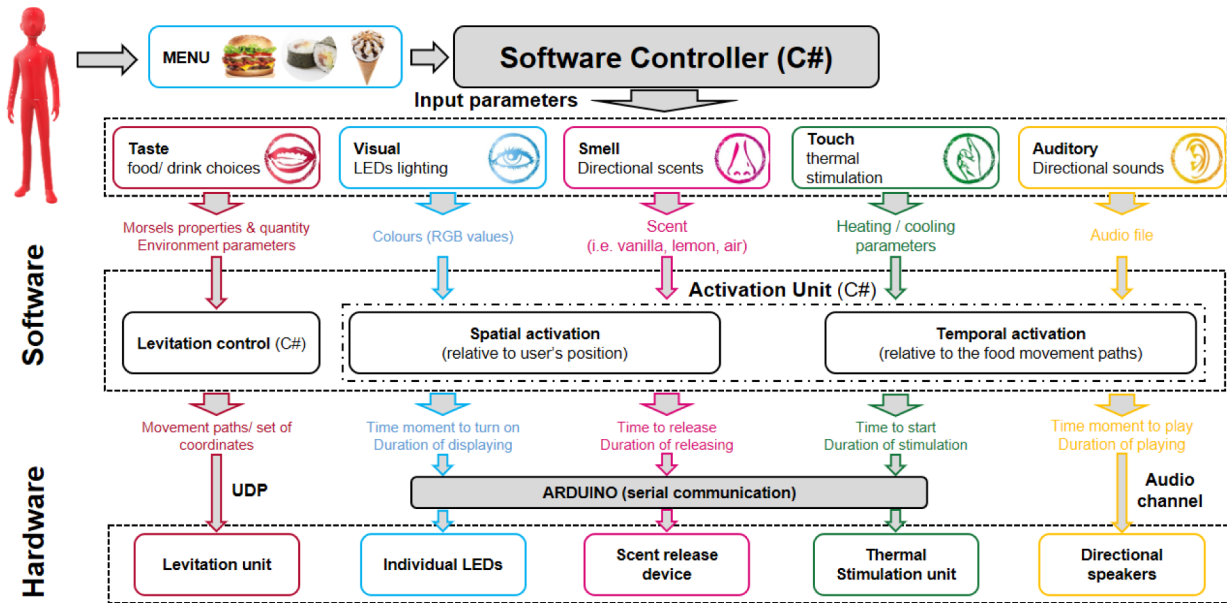 MENU
Software Controller (C#)
Input parameters
Taste
food/ drink choices
Visual
LEDs lighting
Smell
Directional scents
Touch
thermal
stimulation
Auditory
Directional sounds
Morsels properties & quantity
Environment parameters
Colours (RGB values)
Scent
(i.e. vanilla, lemon, air)
Heating / cooling
parameters
Audio file
Software
Activation Unit (C#)
Levitation control (C#)
Spatial activation
(relative to user's position)
Temporal activation
(relative to the food movement paths)
Movement paths/ set of
coordinates
Time moment to turn on
Duration of displaying
Time to release
Duration of releasing
Time to start
Duration of stimulation
Time moment to play
Duration of playing
Hardware
UDP
ARDUINO (serial communication)
Audio
channel
Levitation unit
Individual LEDs
Scent release
device
Thermal
Stimulation unit
Directional
speakers